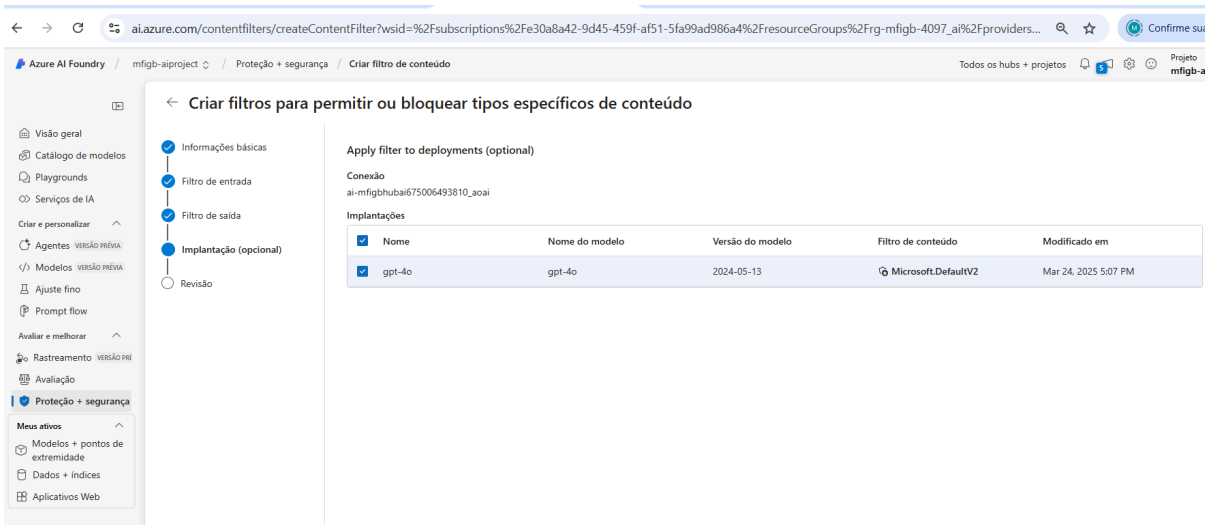 ai.azure.com/contentfilters/createContentFilter?wsid=%2Fsubscriptions%2Fe30a8a42-9d45-459f-af51-5fa99ad986a4%2FresourceGroups%2Frg-mfigb-4097_ai%2Fproviders...
M Confirme sua
Azure AI Foundry / mfigb-aiproject / Proteção + segurança / Criar filtro de conteúdo
Todos os hubs + projetos
5
Projeto
mfigb-a
Criar filtros para permitir ou bloquear tipos específicos de conteúdo
Visão geral
Catálogo de modelos
Playgrounds
Serviços de IA
Criar e personalizar
Agentes VERSÃO PRÉVIA
Modelos VERSÃO PRÉVIA
Ajuste fino
Prompt flow
Avaliar e melhorar
Rastreamento VERSÃO PRÉ
Avaliação
Proteção + segurança
Meus ativos
Modelos + pontos de
extremidade
Dados + índices
Aplicativos Web
Informações básicas
Filtro de entrada
Filtro de saída
Implantação (opcional)
Revisão
Apply filter to deployments (optional)
Conexão
ai-mfigbhubai675006493810_aoai
Implantações
Nome Nome do modelo Versão do modelo Filtro de conteúdo Modificado em
gpt-4o gpt-4o 2024-05-13 Microsoft.DefaultV2 Mar 24, 2025 5:07 PM